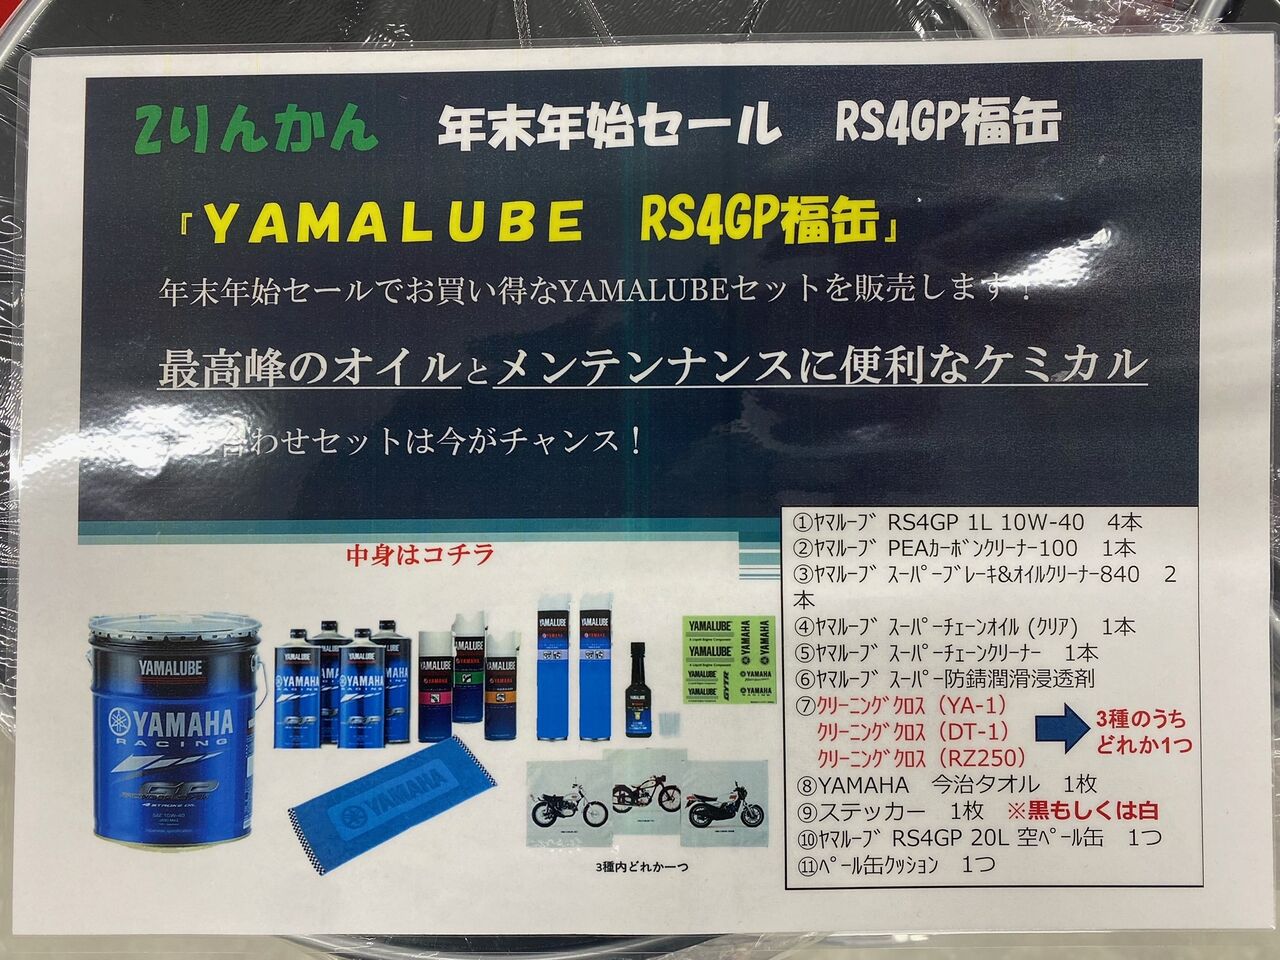 2りんかん　年末年始セール　RS4GP福缶
『YAMALUBE　RS4GP福缶』
年末年始セールでお買い得なYAMALUBEセットを販売します！
最高峰のオイルとメンテンナンスに便利なケミカル
合わせセットは今がチャンス！
中身はコチラ
YAMALUBE
YAMAHA
RACING
GP
4 STROKE OIL
SAE 10W-40
YAMALUBE
YAMAHA
RACING
GP
YAMAHA
GYTR
3種内どれか一つ
①ﾔﾏﾙｰﾌﾞ RS4GP 1L 10W-40　4本
②ﾔﾏﾙｰﾌﾞ PEAｶｰﾎﾞﾝｸﾘｰﾅｰ100　1本
③ﾔﾏﾙｰﾌﾞ ｽｰﾊﾟｰﾌﾞﾚｰｷ&ｵｲﾙｸﾘｰﾅｰ840　2
本
④ﾔﾏﾙｰﾌﾞ ｽｰﾊﾟｰﾁｪｰﾝｵｲﾙ (ｸﾘｱ)　1本
⑤ﾔﾏﾙｰﾌﾞ ｽｰﾊﾟｰﾁｪｰﾝｸﾘｰﾅｰ　1本
⑥ﾔﾏﾙｰﾌﾞ ｽｰﾊﾟｰ防錆潤滑浸透剤
⑦ｸﾘｰﾆﾝｸﾞｸﾛｽ（YA-1）
ｸﾘｰﾆﾝｸﾞｸﾛｽ（DT-1）
ｸﾘｰﾆﾝｸﾞｸﾛｽ（RZ250）
3種のうち
どれか1つ
⑧YAMAHA　今治タオル　1枚
⑨ステッカー　1枚　※黒もしくは白
⑩ﾔﾏﾙｰﾌﾞ RS4GP 20L 空ﾍﾟｰﾙ缶　1つ
⑪ﾍﾟｰﾙ缶ｸｯｼｮﾝ　1つ